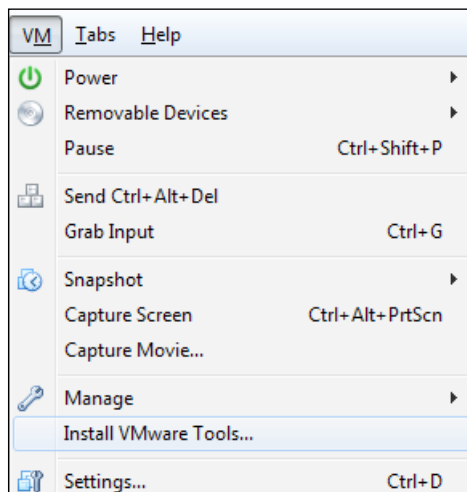 VM Tabs Help
Power
Removable Devices
Pause Ctrl+Shift+P
Send Ctrl+Alt+Del
Grab Input Ctrl+G
Snapshot
Capture Screen Ctrl+Alt+PrtScn
Capture Movie...
Manage
Install VMware Tools...
Settings... Ctrl+D